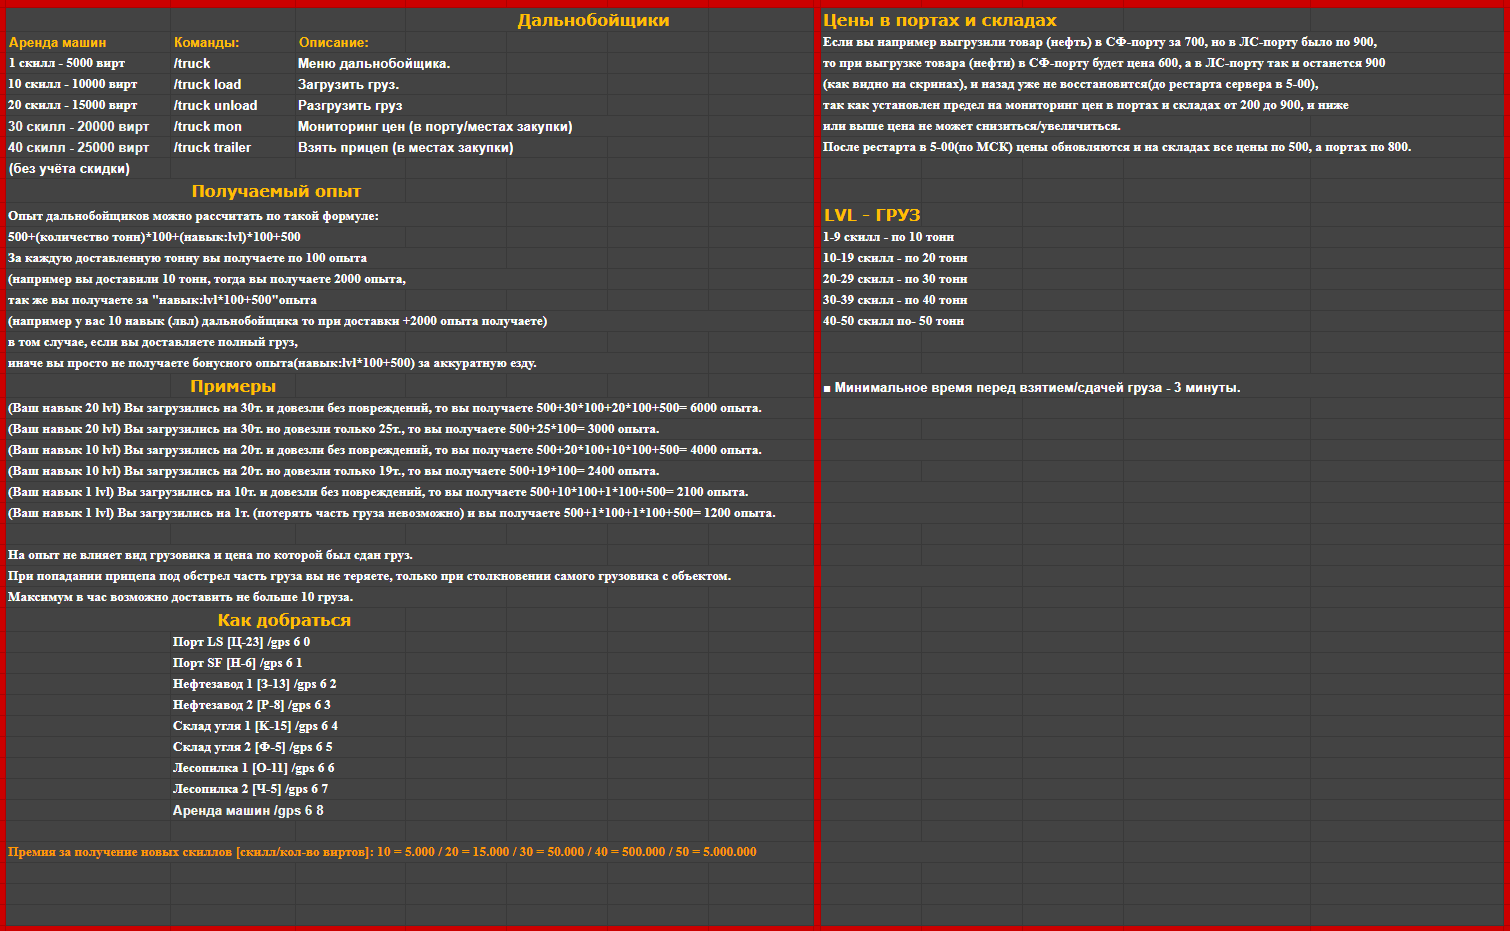 Дальнобойщики
Аренда машин Команды: Описание:
1 скилл - 5000 вирт /truck Меню дальнобойщика.
10 скилл - 10000 вирт /truck load Загрузить груз.
20 скилл - 15000 вирт /truck unload Разгрузить груз
30 скилл - 20000 вирт /truck mon Мониторинг цен (в порту/местах закупки)
40 скилл - 25000 вирт /truck trailer Взять прицеп (в местах закупки)
(без учёта скидки)
Получаемый опыт
Опыт дальнобойщиков можно рассчитать по такой формуле:
500+(количество тонн)*100+(навык:lvl)*100+500
За каждую доставленную тонну вы получаете по 100 опыта
(например вы доставили 10 тонн, тогда вы получаете 2000 опыта,
так же вы получаете за "навык:lvl*100+500"опыта
(например у вас 10 навык (лвл) дальнобойщика то при доставки +2000 опыта получаете)
в том случае, если вы доставляете полный груз,
иначе вы просто не получаете бонусного опыта(навык:lvl*100+500) за аккуратную езду.
Примеры
(Ваш навык 20 lvl) Вы загрузились на 30т. и довезли без повреждений, то вы получаете 500+30*100+20*100+500= 6000 опыта.
(Ваш навык 20 lvl) Вы загрузились на 30т. но довезли только 25т., то вы получаете 500+25*100= 3000 опыта.
(Ваш навык 10 lvl) Вы загрузились на 20т. и довезли без повреждений, то вы получаете 500+20*100+10*100+500= 4000 опыта.
(Ваш навык 10 lvl) Вы загрузились на 20т. но довезли только 19т., то вы получаете 500+19*100= 2400 опыта.
(Ваш навык 1 lvl) Вы загрузились на 10т. и довезли без повреждений, то вы получаете 500+10*100+1*100+500= 2100 опыта.
(Ваш навык 1 lvl) Вы загрузились на 1т. (потерять часть груза невозможно) и вы получаете 500+1*100+1*100+500= 1200 опыта.
На опыт не влияет вид грузовика и цена по которой был сдан груз.
При попадании прицепа под обстрел часть груза вы не теряете, только при столкновении самого грузовика с объектом.
Максимум в час возможно доставить не больше 10 груза.
Как добраться
Порт LS [Ц-23] /gps 6 0
Порт SF [Н-6] /gps 6 1
Нефтезавод 1 [З-13] /gps 6 2
Нефтезавод 2 [Р-8] /gps 6 3
Склад угля 1 [К-15] /gps 6 4
Склад угля 2 [Ф-5] /gps 6 5
Лесопилка 1 [О-11] /gps 6 6
Лесопилка 2 [Ч-5] /gps 6 7
Аренда машин /gps 6 8
Премия за получение новых скиллов [скилл/кол-во виртов]: 10 = 5.000 / 20 = 15.000 / 30 = 50.000 / 40 = 500.000 / 50 = 5.000.000
Цены в портах и складах
Если вы например выгрузили товар (нефть) в СФ-порту за 700, но в ЛС-порту было по 900,
то при выгрузке товара (нефти) в СФ-порту будет цена 600, а в ЛС-порту так и останется 900
(как видно на скринах), и назад уже не восстановится(до рестарта сервера в 5-00),
так как установлен предел на мониторинг цен в портах и складах от 200 до 900, и ниже
или выше цена не может снизиться/увеличиться.
После рестарта в 5-00(по МСК) цены обновляются и на складах все цены по 500, а портах по 800.
LVL - ГРУЗ
1-9 скилл - по 10 тонн
10-19 скилл - по 20 тонн
20-29 скилл - по 30 тонн
30-39 скилл - по 40 тонн
40-50 скилл по- 50 тонн
■ Минимальное время перед взятием/сдачей груза - 3 минуты.